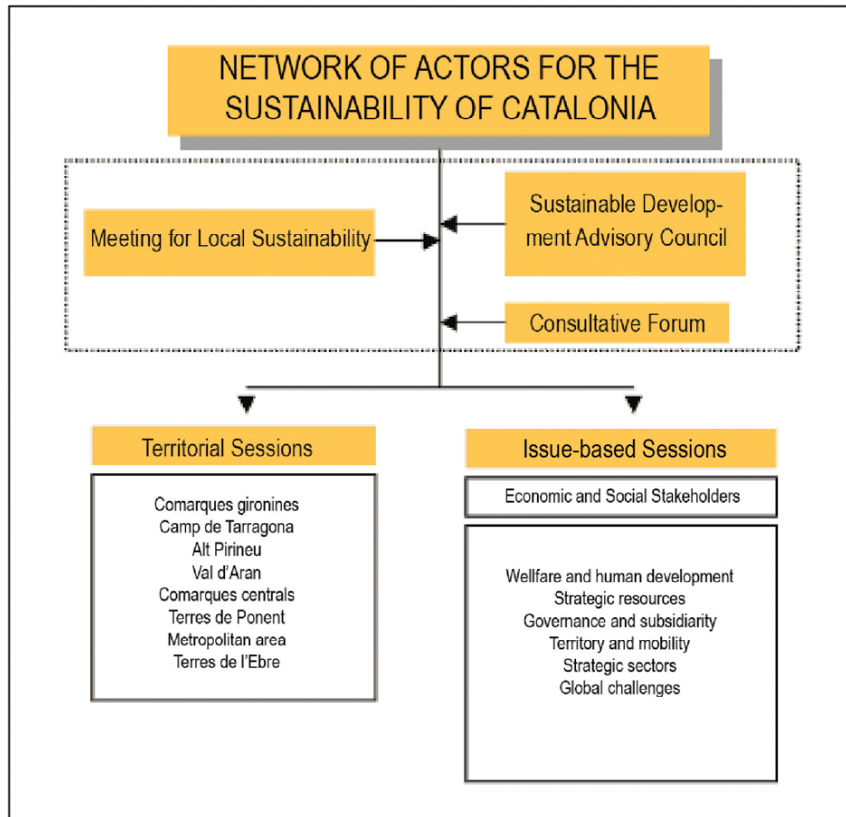 NETWORK OF ACTORS FOR THE
SUSTAINABILITY OF CATALONIA
Meeting for Local Sustainability
Sustainable Develop-
ment Advisory Council
Consultative Forum
Territorial Sessions
Comarques gironines
Camp de Tarragona
Alt Pirineu
Val d'Aran
Comarques centrals
Terres de Ponent
Metropolitan area
Terres de l'Ebre
Issue-based Sessions
Economic and Social Stakeholders
Wellfare and human development
Strategic resources
Governance and subsidiarity
Territory and mobility
Strategic sectors
Global challenges